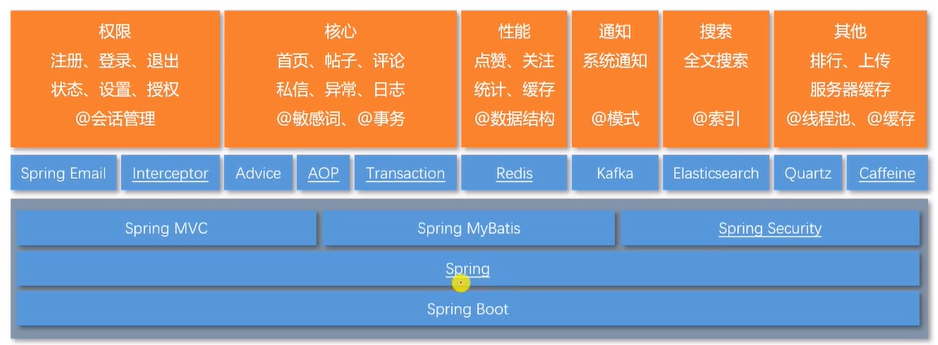 权限
注册、登录、退出
状态、设置、授权
@会话管理
核心
首页、帖子、评论
私信、异常、日志
@敏感词、@事务
性能
点赞、关注
统计、缓存
@数据结构
通知
系统通知
@模式
搜索
全文搜索
@索引
其他
排行、上传
服务器缓存
@线程池、@缓存
Spring Email
Interceptor
Advice
AOP
Transaction
Redis
Kafka
Elasticsearch
Quartz
Caffeine
Spring MVC
Spring MyBatis
Spring Security
Spring
Spring Boot